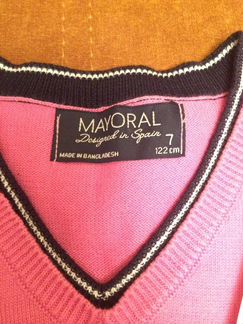 MAYORAL
Designed in Spain
7
MADE IN BANGLADESH
122 cm